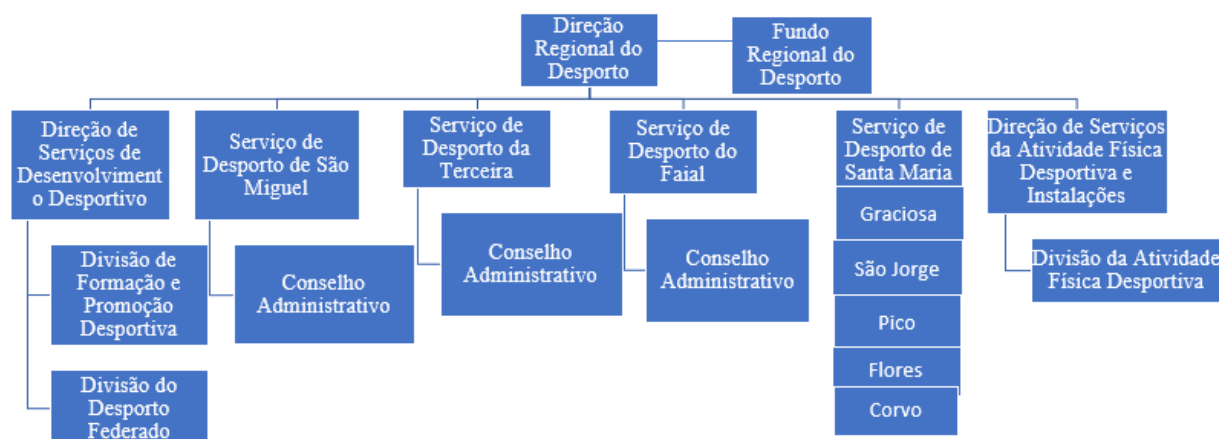 Direção
Regional do
Desporto
Fundo
Regional do
Desporto
Direção de
Serviços de
Desenvolviment
o Desportivo
Serviço de
Desporto de São
Miguel
Serviço de
Desporto da
Terceira
Serviço de
Desporto do
Faial
Serviço de
Desporto de
Santa Maria
Direção de Serviços
da Atividade Física
Desportiva e
Instalações
Divisão de
Formação e
Promoção
Desportiva
Divisão do
Desporto
Federado
Conselho
Administrativo
Conselho
Administrativo
Conselho
Administrativo
Graciosa
São Jorge
Pico
Flores
Corvo
Divisão da Atividade
Física Desportiva